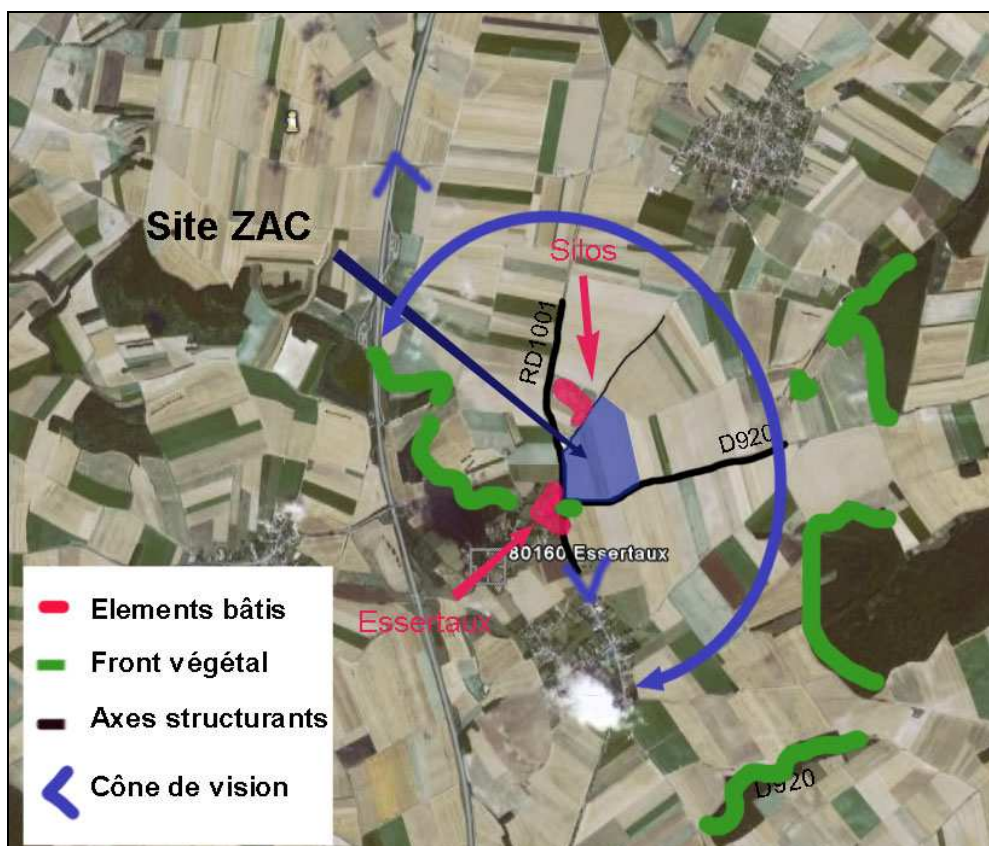 Site ZAC
Silos
RD1001
D920
80160 Essertaux
Essertaux
Elements bâtis
Front végétal
Axes structurants
Cône de vision
D920